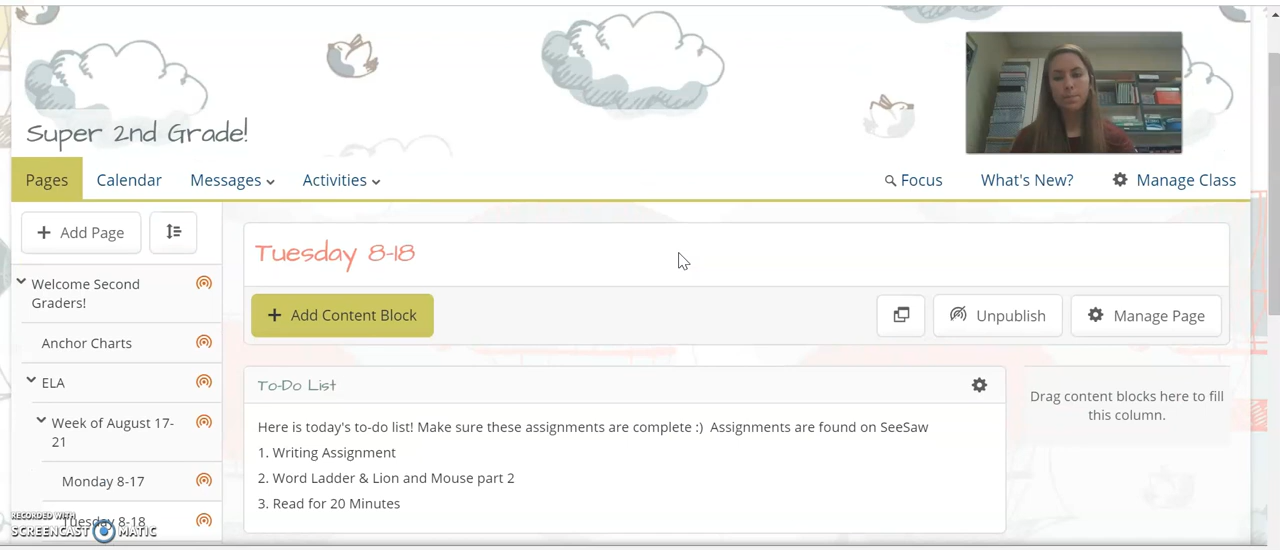 Super 2nd Grade!
Pages
Calendar
Messages
Activities
Focus
What's New?
Manage Class
+ Add Page
Welcome Second
Graders!
Anchor Charts
ELA
Week of August 17-
21
Monday 8-17
Tuesday 8-18
RECORDED WITH
SCREENCAST MATIC
Tuesday 8-18
+ Add Content Block
Unpublish
Manage Page
To-Do List
Here is today's to-do list! Make sure these assignments are complete :) Assignments are found on SeeSaw
1. Writing Assignment
2. Word Ladder & Lion and Mouse part 2
3. Read for 20 Minutes
Drag content blocks here to fill
this column.